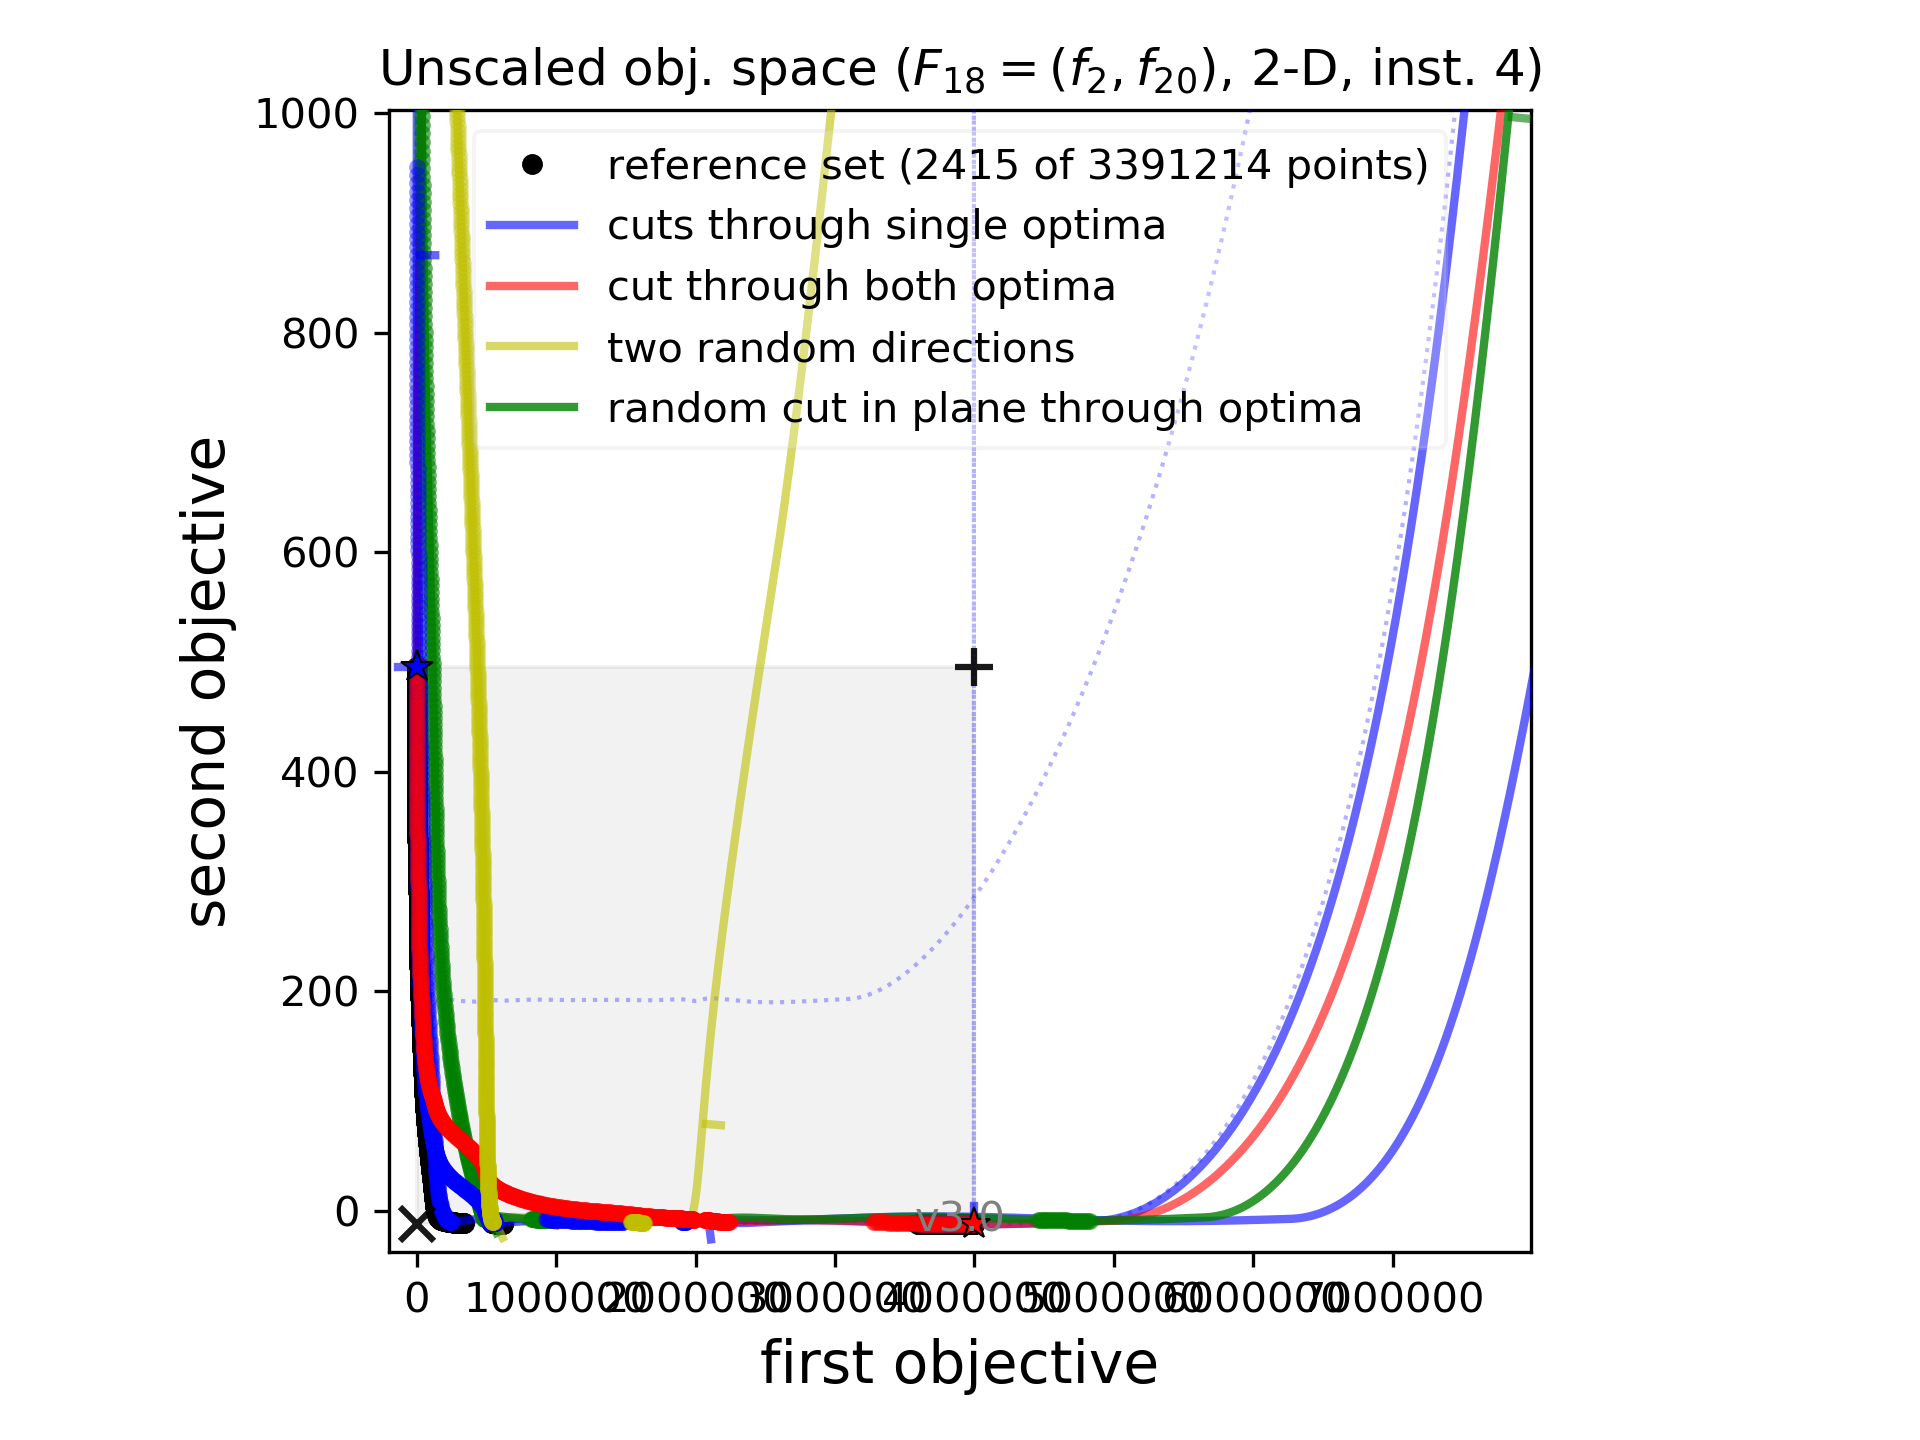 Unscaled obj. space (F18 = (f2, f20), 2-D, inst. 4)
1000
800
600
400
200
0
second objective
reference set (2415 of 3391214 points)
cuts through single optima
cut through both optima
two random directions
random cut in plane through optima
v3.0
0 1000000 2000000 3000000 4000000 5000000 6000000 7000000
first objective